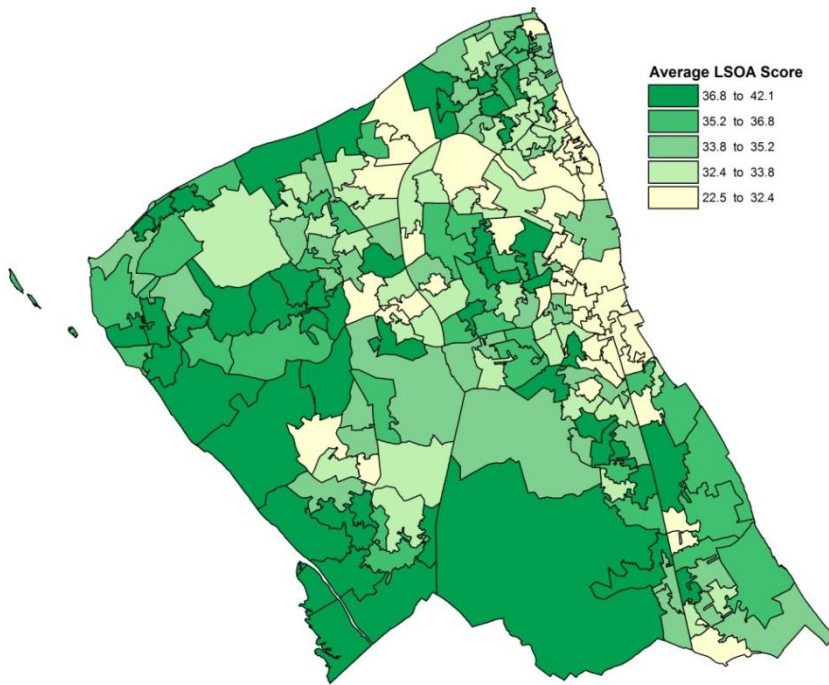 Average LSOA Score
36.8 to 42.1
35.2 to 36.8
33.8 to 35.2
32.4 to 33.8
22.5 to 32.4